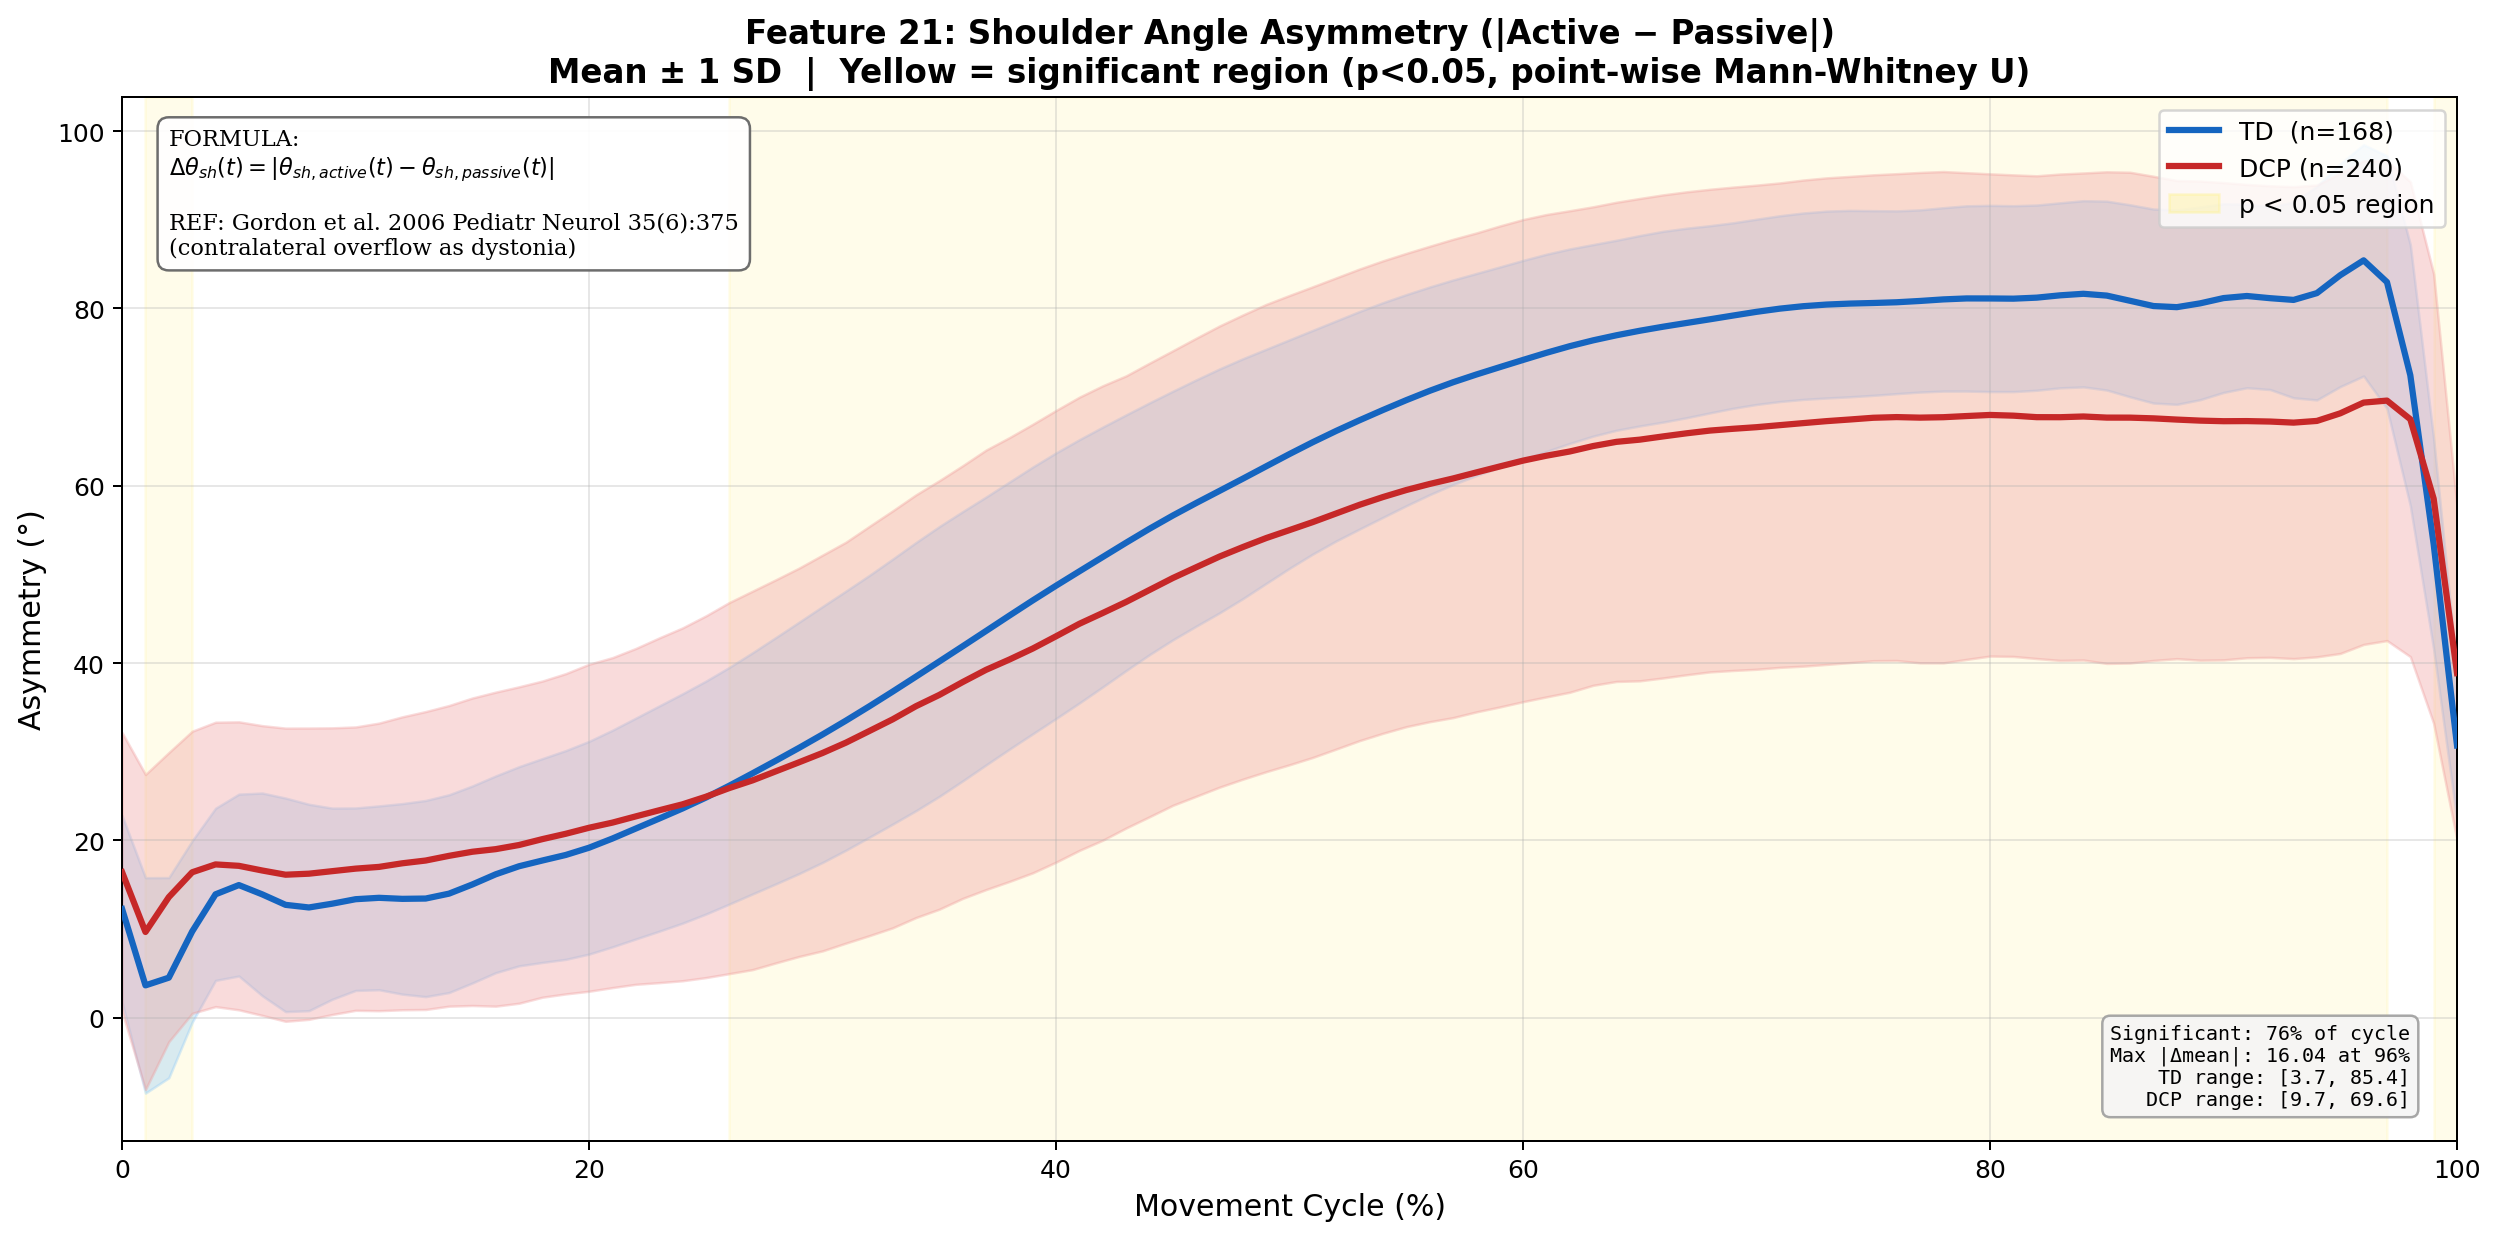 Feature 21: Shoulder Angle Asymmetry (|Active − Passive|)
Mean ± 1 SD | Yellow = significant region (p<0.05, point-wise Mann-Whitney U)
FORMULA:
Δθsh(t) = |θsh,active(t) − θsh,passive(t)|
REF: Gordon et al. 2006 Pediatr Neurol 35(6):375
(contralateral overflow as dystonia)
TD (n=168)
DCP (n=240)
p < 0.05 region
Asymmetry (°)
100
80
60
40
20
0
Significant: 76% of cycle
Max |Δmean|: 16.04 at 96%
TD range: [3.7, 85.4]
DCP range: [9.7, 69.6]
0 20 40 60 80 100
Movement Cycle (%)